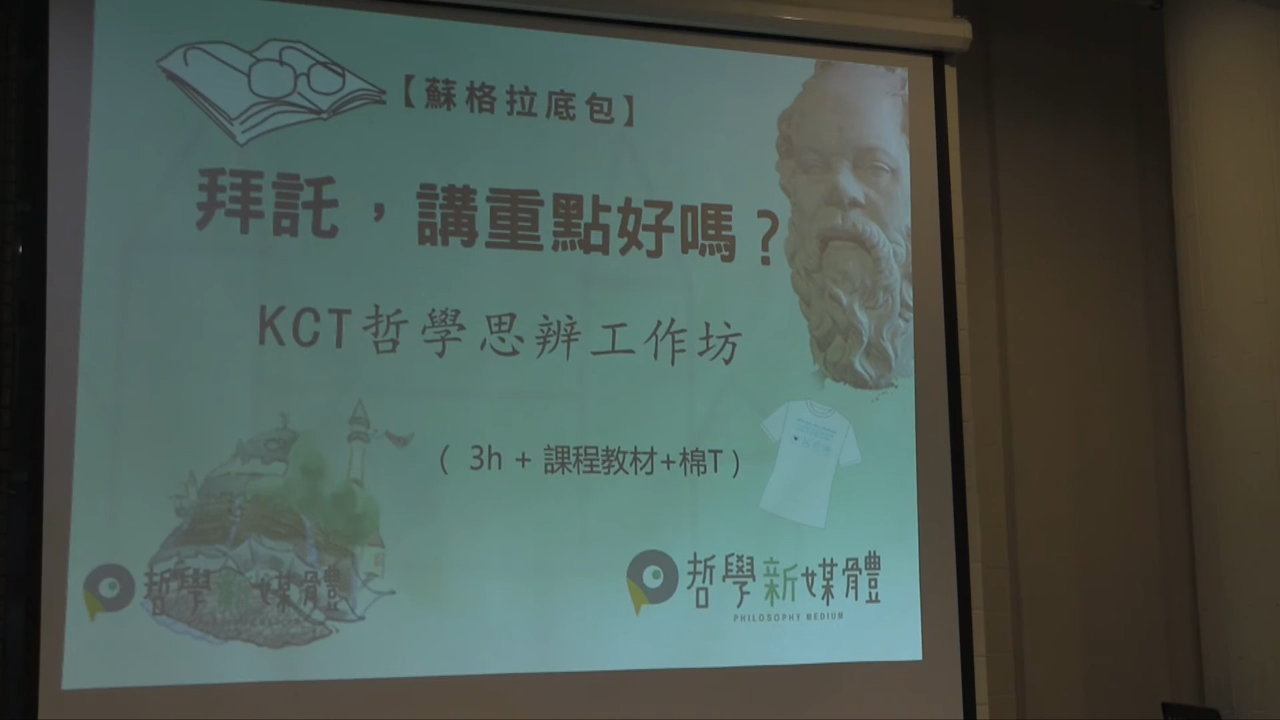 【蘇格拉底包】
拜託，講重點好嗎？
KCT哲學思辨工作坊
（ 3h + 課程教材+棉T）
哲學新媒體
哲學新媒體
PHILOSOPHY MEDIUM